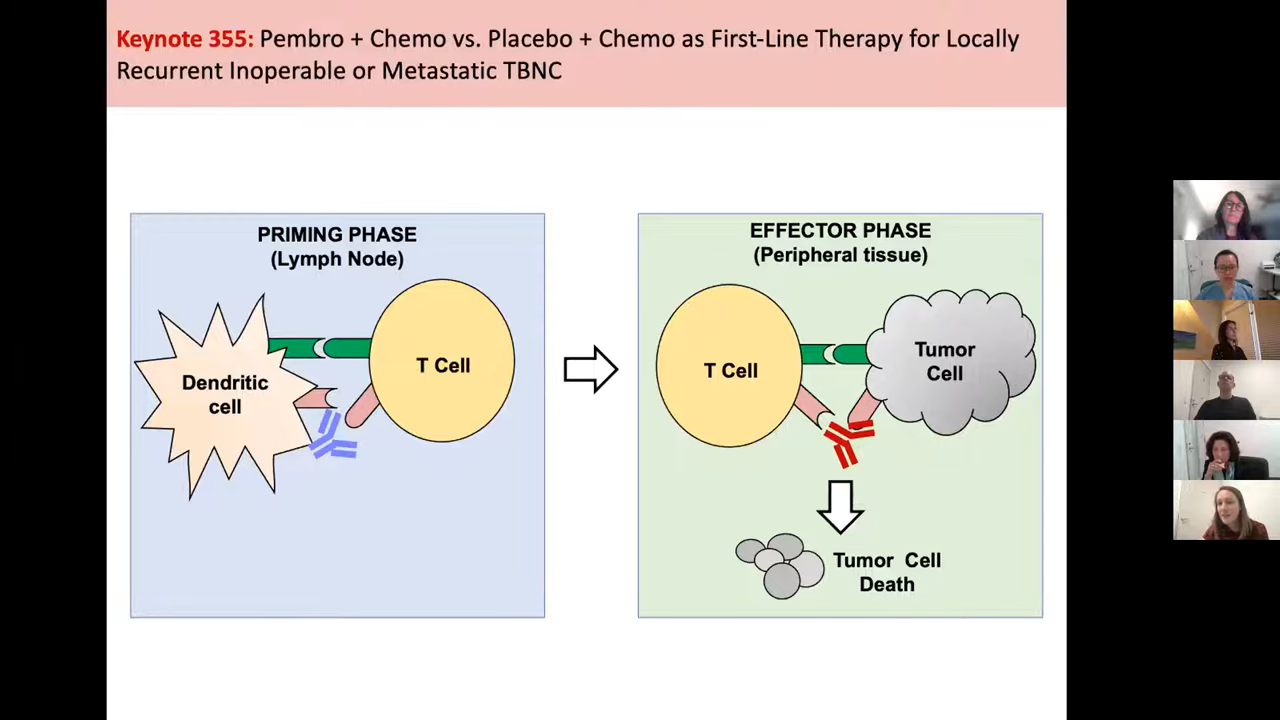 Keynote 355: Pembro + Chemo vs. Placebo + Chemo as First-Line Therapy for Locally
Recurrent Inoperable or Metastatic TBNC
PRIMING PHASE
(Lymph Node)
Dendritic
cell
T Cell
EFFECTOR PHASE
(Peripheral tissue)
T Cell
Tumor
Cell
Tumor Cell
Death